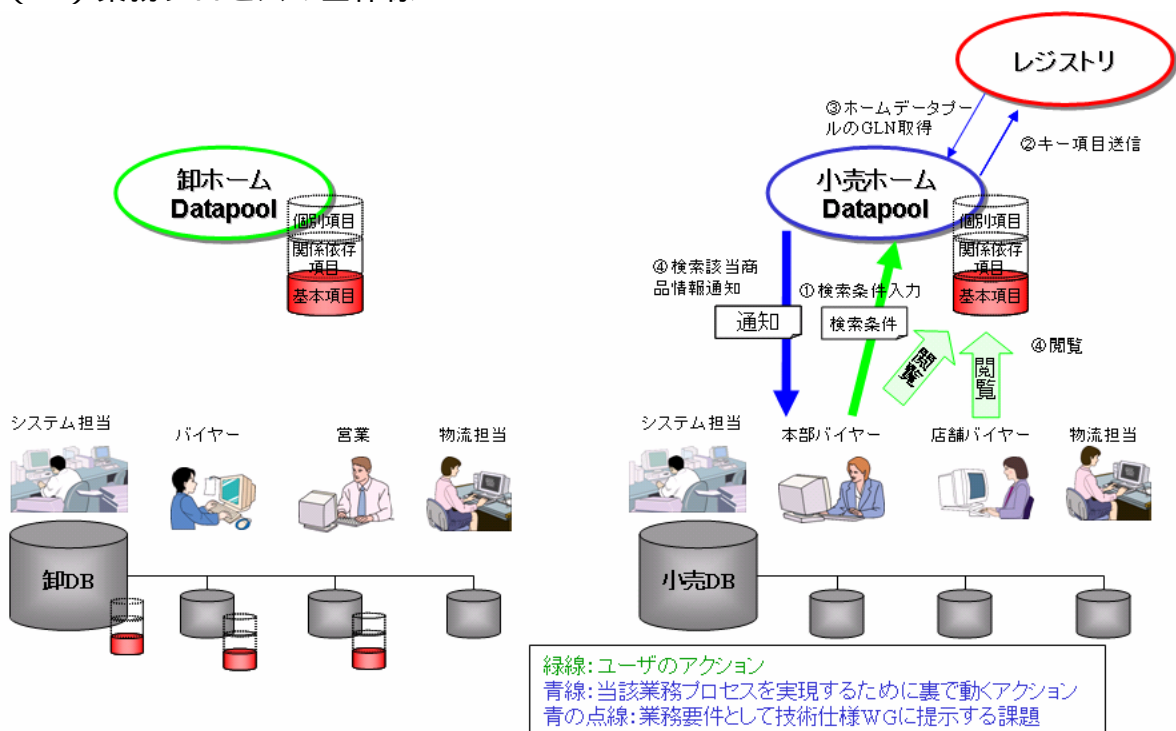 レジストリ
③ホームデータプー
ルのGLN取得
②キー項目送信
卸ホーム
Datapool
個別項目
関係依存
項目
基本項目
小売ホーム
Datapool
個別項目
関係依存
項目
基本項目
④検索該当商
品情報通知
通知
①検索条件入力
検索条件
閲覧
閲覧
④閲覧
システム担当
バイヤー
営業
物流担当
システム担当
本部バイヤー
店舗バイヤー
物流担当
卸DB
小売DB
緑線:ユーザのアクション
青線:当該業務プロセスを実現するために裏で動くアクション
青の点線:業務要件として技術仕様WGに提示する課題